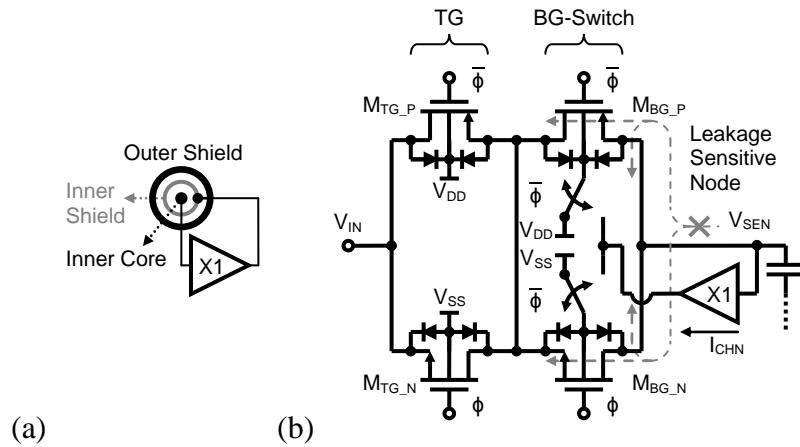 TG
BG-Switch
ϕ̅
ϕ̅
M_TG_P
M_BG_P
Outer Shield
Leakage
Sensitive
Node
Inner
Shield
V_DD
ϕ̅
V_IN
V_DD
V_SEN
Inner Core
V_SS
X1
V_SS
ϕ̅
X1
I_CHN
M_TG_N
M_BG_N
ϕ
ϕ
(a)
(b)